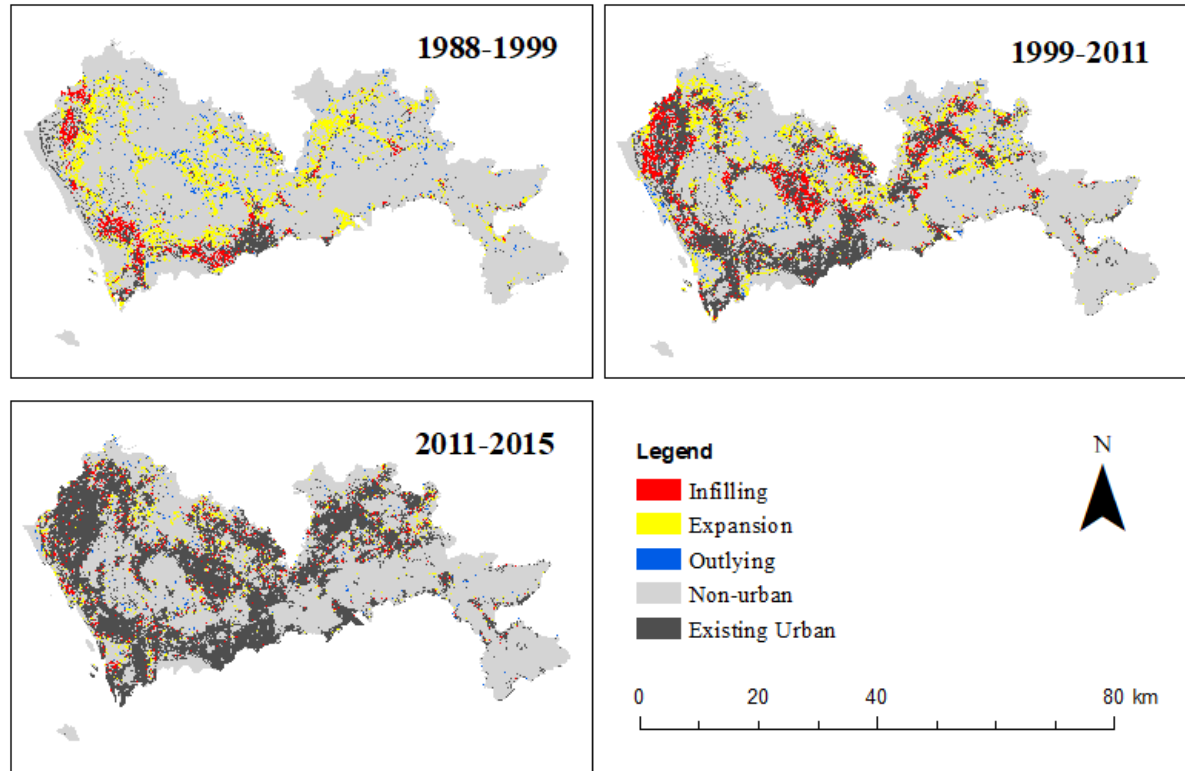 1988-1999
1999-2011
2011-2015
Legend
Infilling
Expansion
Outlying
Non-urban
Existing Urban
N
0 20 40 80 km